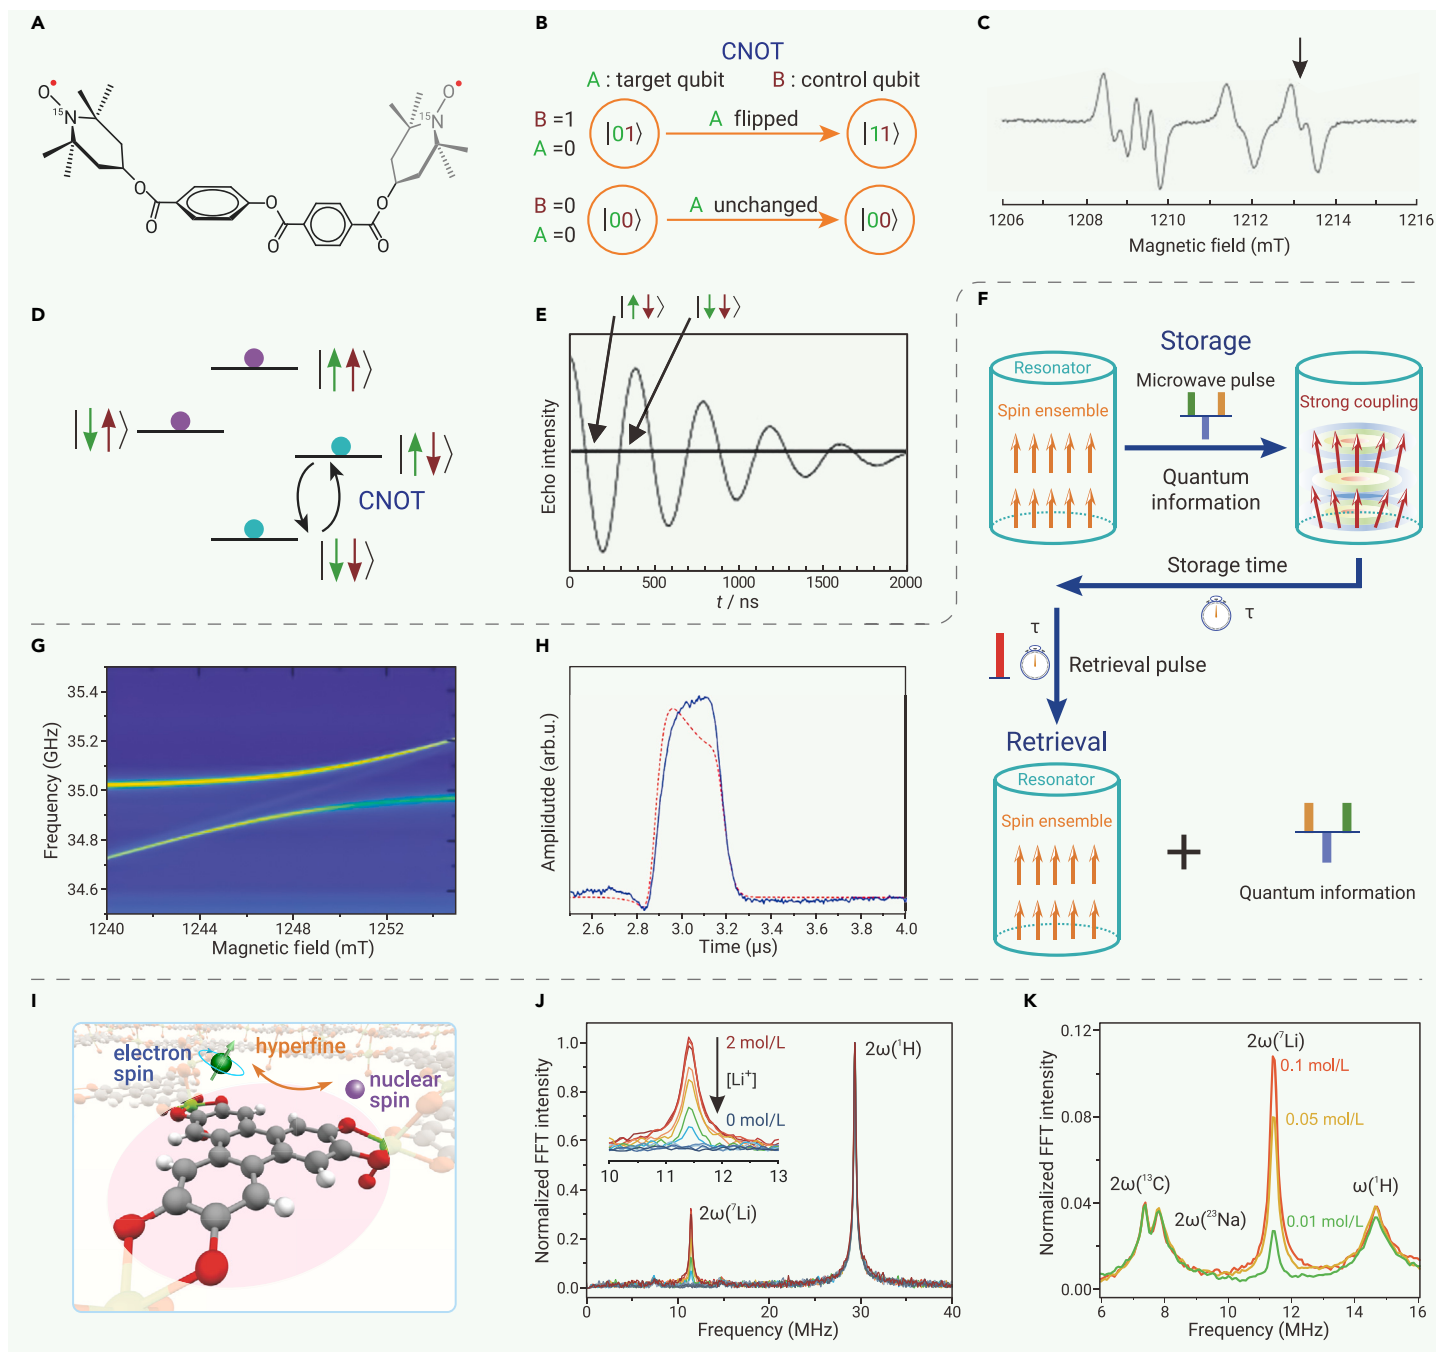 A
O
N
15
O
15
N
O
O
O
O
O
O
O
B
CNOT
A : target qubit B : control qubit
B =1
A =0
|01⟩
A flipped
|11⟩
B =0
A =0
|00⟩
A unchanged
|00⟩
C
1206 1208 1210 1212 1214 1216
Magnetic field (mT)
D
CNOT
E
Echo intensity
0 500 1000 1500 2000
t / ns
F
Storage
Resonator
Spin ensemble
Microwave pulse
Quantum
information
Strong coupling
Storage time
τ
τ
Retrieval pulse
Retrieval
Resonator
Spin ensemble
+
Quantum information
G
Frequency (GHz)
35.4
35.2
35.0
34.8
34.6
1240 1244 1248 1252
Magnetic field (mT)
H
Amplidutde (arb.u.)
2.6 2.8 3.0 3.2 3.4 3.6 3.8 4.0
Time (μs)
I
electron
spin
hyperfine
nuclear
spin
J
Normalized FFT intensity
1.0
0.8
0.6
0.4
0.2
0.0
2 mol/L
[Li⁺]
0 mol/L
10 11 12 13
2ω(¹H)
2ω(⁷Li)
0 10 20 30 40
Frequency (MHz)
K
Normalized FFT intensity
0.12
0.08
0.04
0.00
2ω(⁷Li)
0.1 mol/L
0.05 mol/L
2ω(¹³C)
2ω(²³Na)
0.01 mol/L
ω(¹H)
6 8 10 12 14 16
Frequency (MHz)